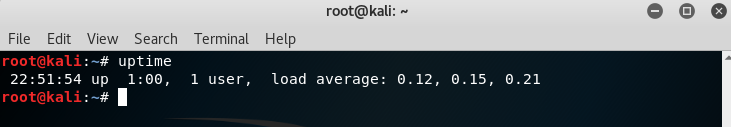 root@kali: ~
File Edit View Search Terminal Help
root@kali:~# uptime
 22:51:54 up  1:00,  1 user,  load average: 0.12, 0.15, 0.21
root@kali:~#